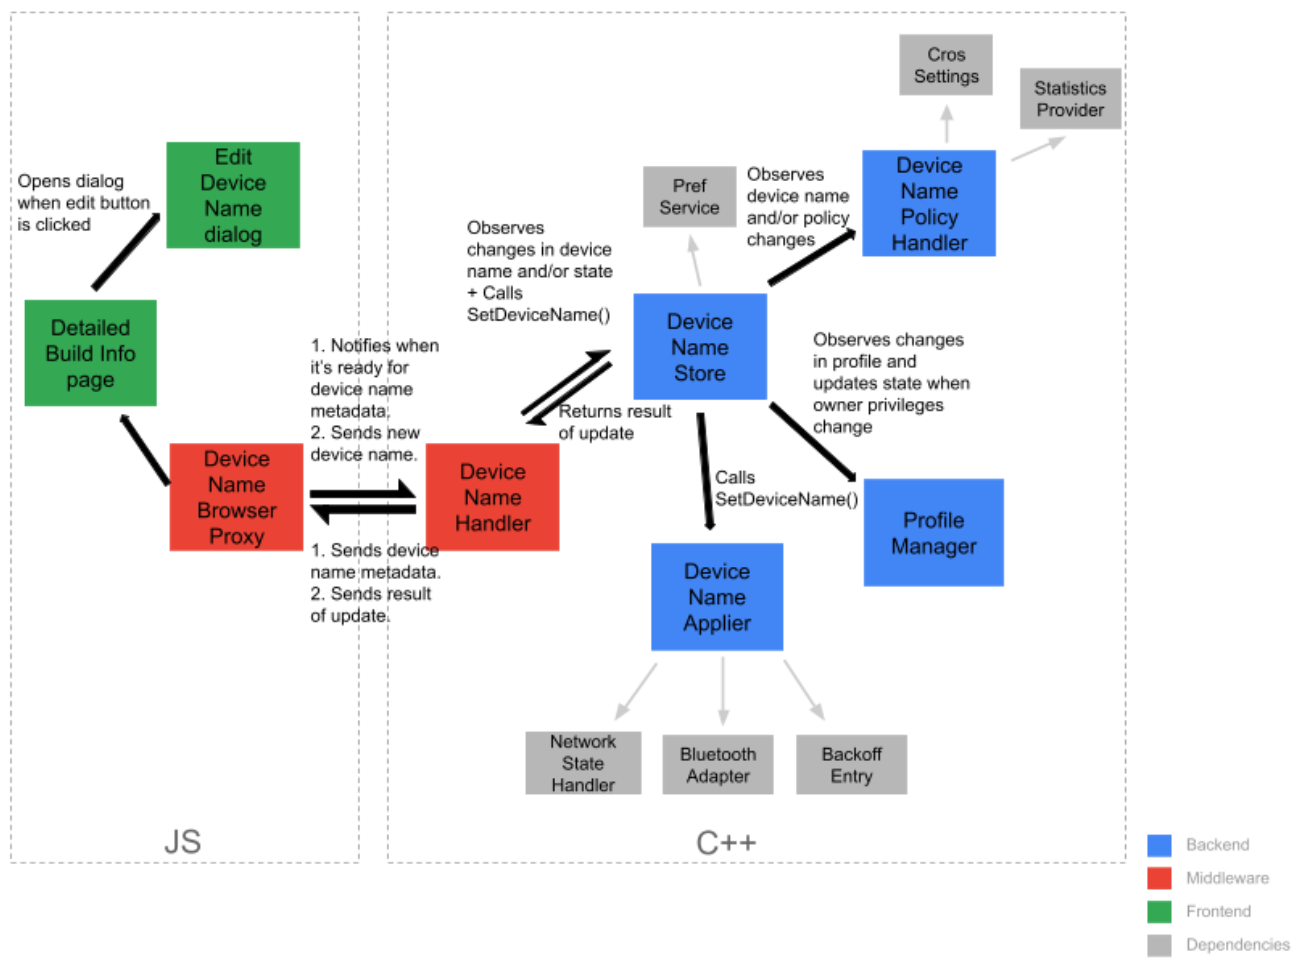 Cros
Settings
Statistics
Provider
Edit
Device
Name
dialog
Opens dialog
when edit button
is clicked
Device
Name
Policy
Handler
Pref
Service
Observes
device name
and/or policy
changes
Observes
changes in device
name and/or state
+ Calls
SetDeviceName()
Detailed
Build Info
page
Device
Name
Store
1. Notifies when
it's ready for
device name
metadata.
2. Sends new
device name.
Observes changes
in profile and
updates state when
owner privileges
change
Returns result
of update
Device
Name
Browser
Proxy
Device
Name
Handler
Calls
SetDeviceName()
Profile
Manager
1. Sends device
name metadata.
2. Sends result
of update.
Device
Name
Applier
Network
State
Handler
Bluetooth
Adapter
Backoff
Entry
JS
C++
Backend
Middleware
Frontend
Dependencies